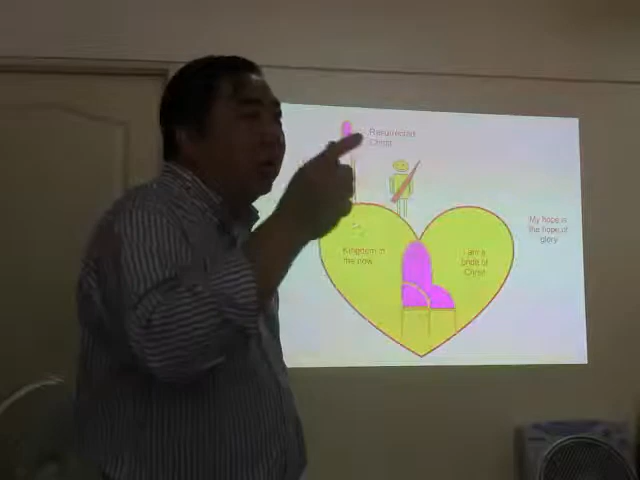 Resurrected
Christ
My hope is
the hope of
glory
Kingdom in
the now
I am a
bride of
Christ